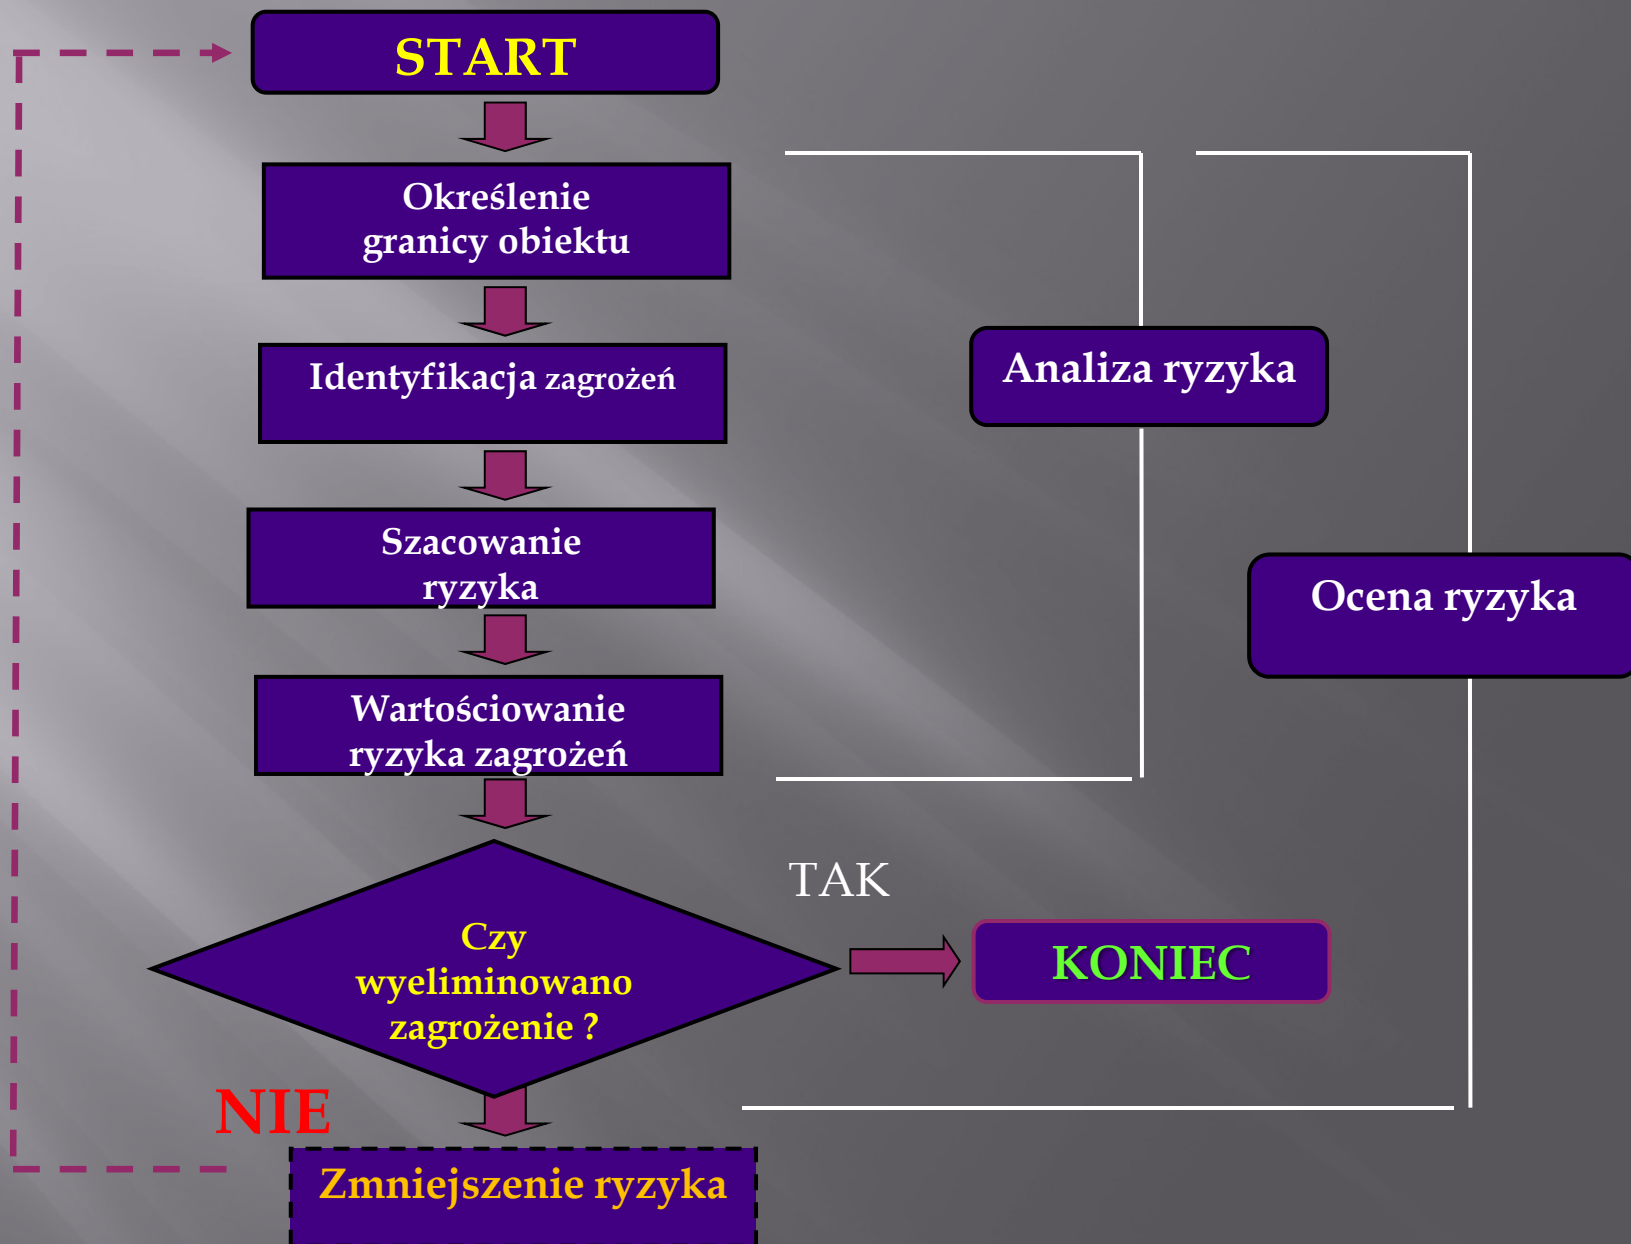 START
Określenie
granicy obiektu
Identyfikacja zagrożeń
Szacowanie
ryzyka
Wartościowanie
ryzyka zagrożeń
Analiza ryzyka
Ocena ryzyka
Czy
wyeliminowano
zagrożenie ?
TAK
KONIEC
NIE
Zmniejszenie ryzyka